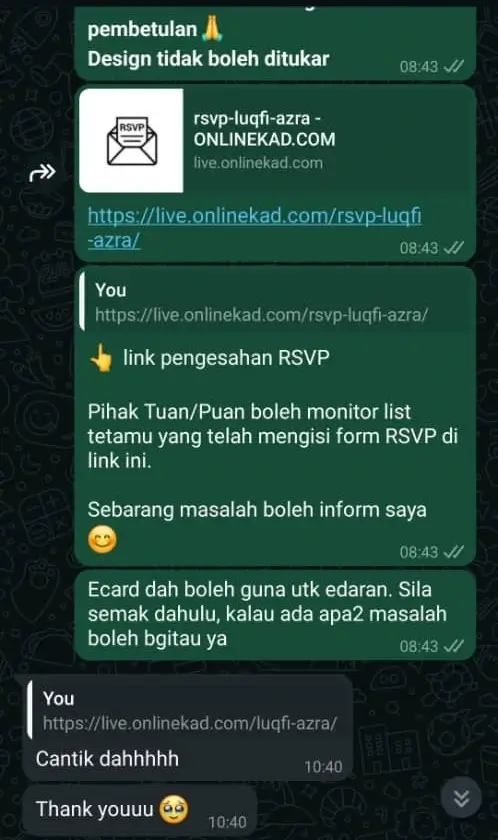 pembetulan 🙏
Design tidak boleh ditukar
08:43
RSVP
rsvp-luqfi-azra -
ONLINEKAD.COM
live.onlinekad.com
https://live.onlinekad.com/rsvp-luqfi
-azra/
08:43
You
https://live.onlinekad.com/rsvp-luqfi-azra/
👆 link pengesahan RSVP
Pihak Tuan/Puan boleh monitor list
tetamu yang telah mengisi form RSVP di
link ini.
Sebarang masalah boleh inform saya
😊
08:43
Ecard dah boleh guna utk edaran. Sila
semak dahulu, kalau ada apa2 masalah
boleh bgitau ya
08:43
You
https://live.onlinekad.com/luqfi-azra/
Cantik dahhhhh
10:40
Thank youuu 🥹
10:40